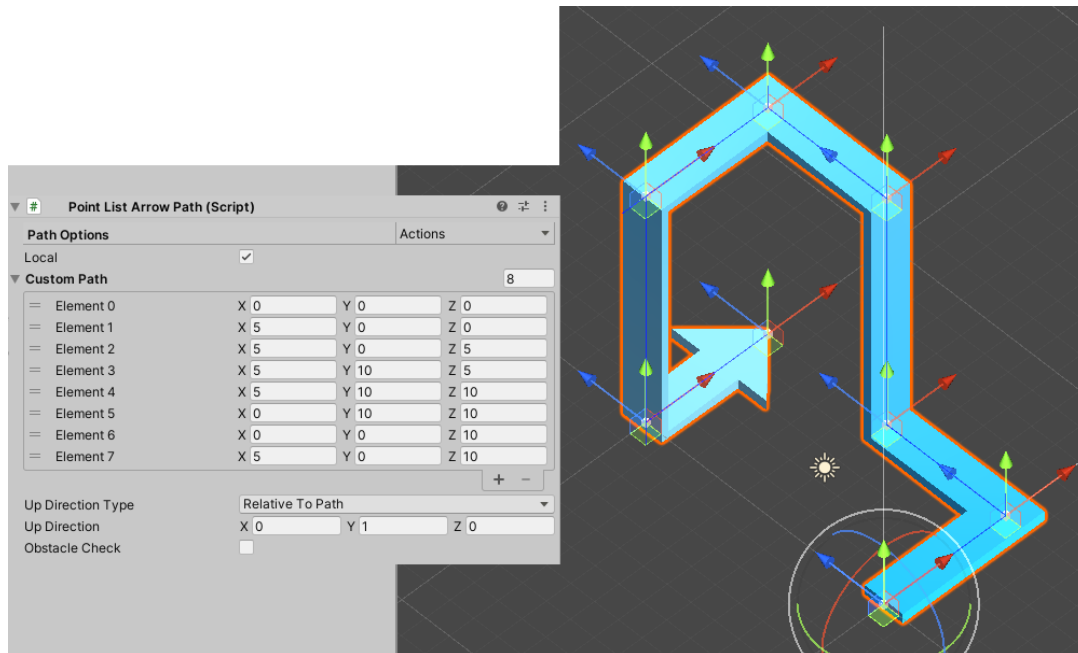 # Point List Arrow Path (Script)
Path Options Actions
Local
Custom Path 8
Element 0 X 0 Y 0 Z 0
Element 1 X 5 Y 0 Z 0
Element 2 X 5 Y 0 Z 5
Element 3 X 5 Y 10 Z 5
Element 4 X 5 Y 10 Z 10
Element 5 X 0 Y 10 Z 10
Element 6 X 0 Y 0 Z 10
Element 7 X 5 Y 0 Z 10
+ −
Up Direction Type Relative To Path
Up Direction X 0 Y 1 Z 0
Obstacle Check